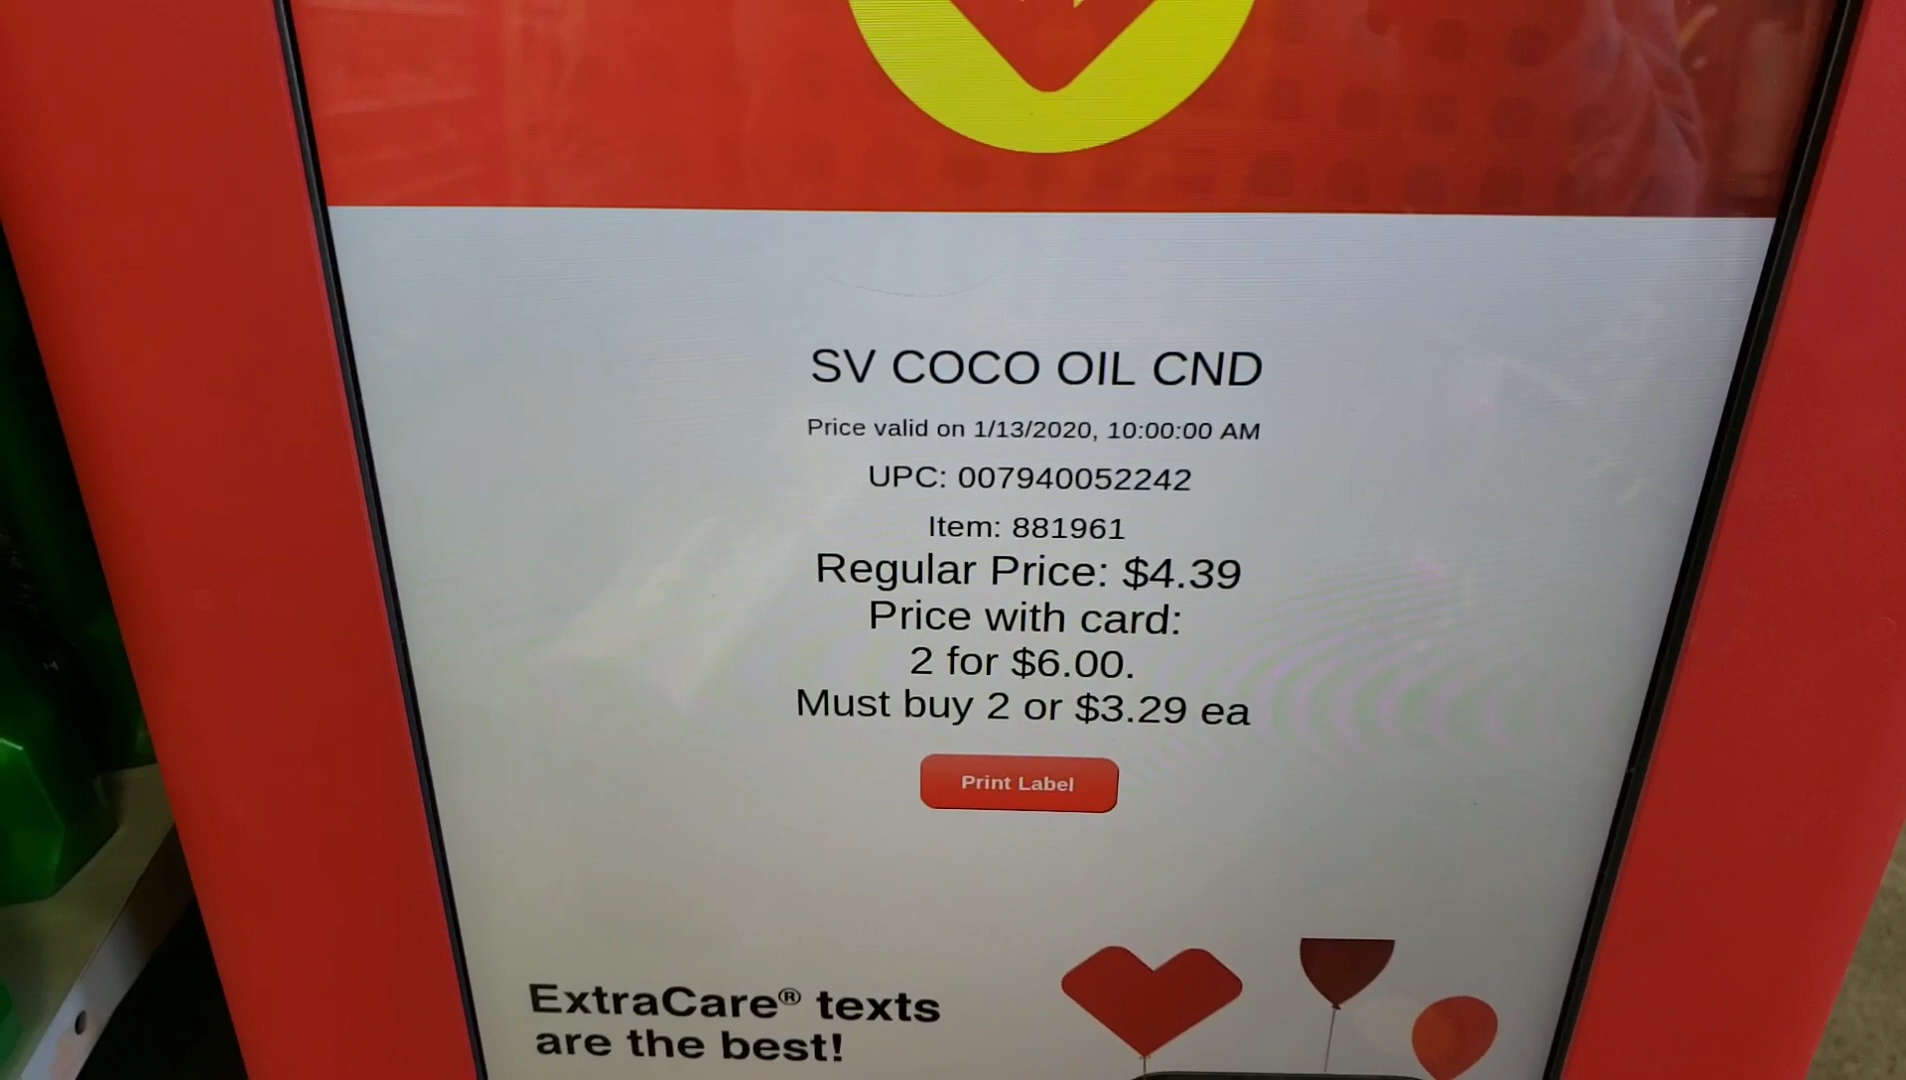 SV COCO OIL CND
Price valid on 1/13/2020, 10:00:00 AM
UPC: 007940052242
Item: 881961
Regular Price: $4.39
Price with card:
2 for $6.00.
Must buy 2 or $3.29 ea
Print Label
ExtraCare® texts
are the best!